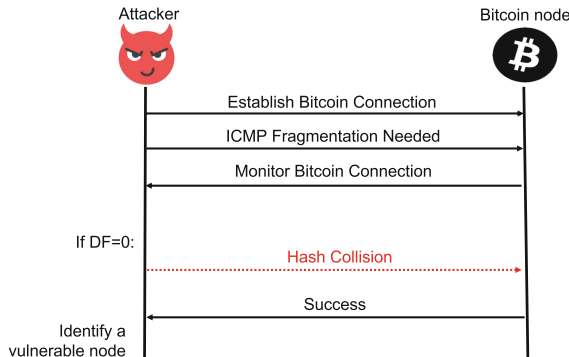 Attacker
Bitcoin node
Establish Bitcoin Connection
ICMP Fragmentation Needed
Monitor Bitcoin Connection
If DF=0:
Hash Collision
Success
Identify a
vulnerable node